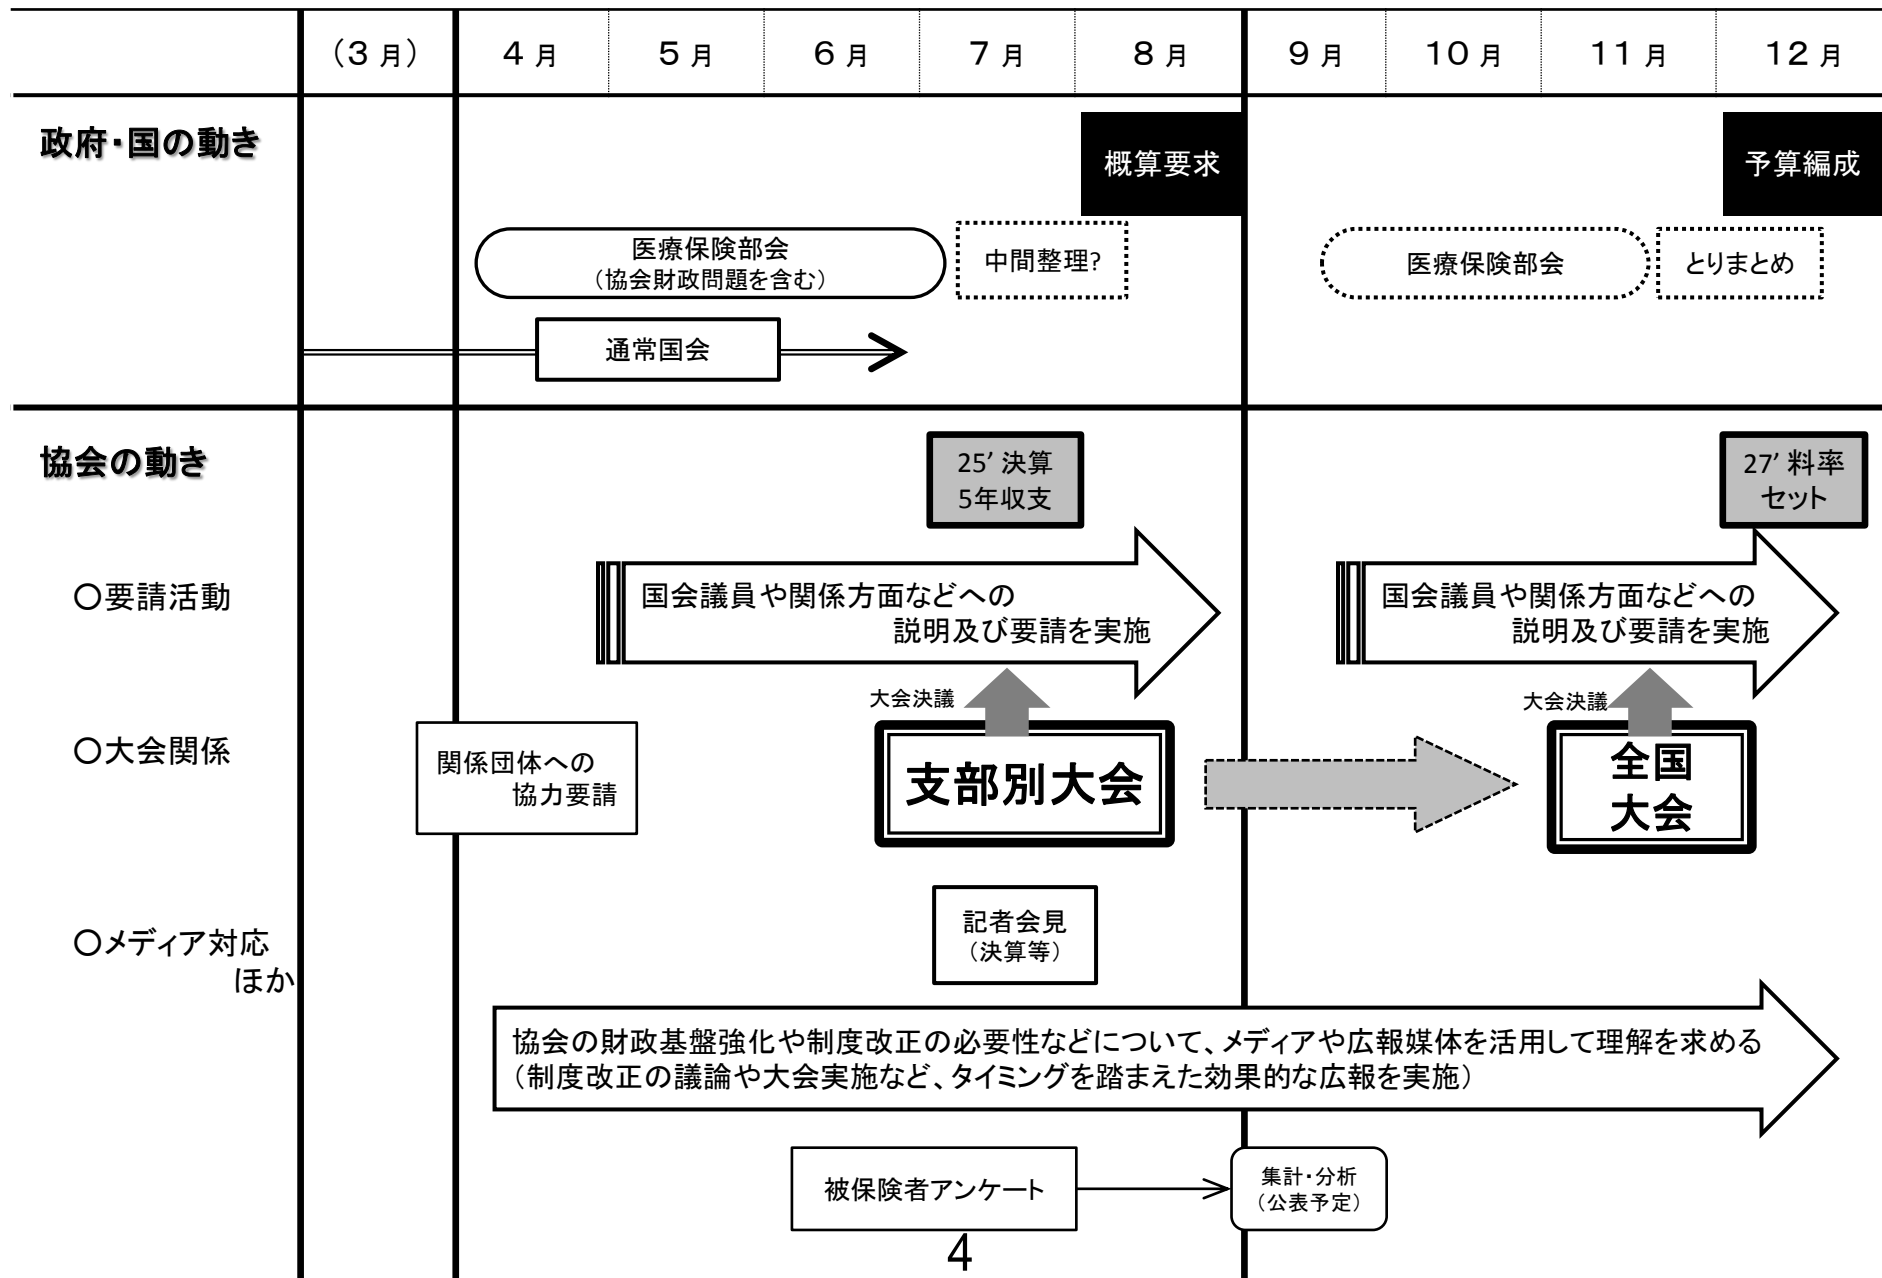 （3 月）
4 月
5 月
6 月
7 月
8 月
9 月
10 月
11 月
12 月
政府・国の動き
概算要求
予算編成
医療保険部会
（協会財政問題を含む）
中間整理?
医療保険部会
とりまとめ
通常国会
協会の動き
25′ 決算
5年収支
27′ 料率
セット
○要請活動
国会議員や関係方面などへの
説明及び要請を実施
国会議員や関係方面などへの
説明及び要請を実施
大会決議
大会決議
○大会関係
関係団体への
協力要請
支部別大会
全国
大会
○メディア対応
ほか
記者会見
（決算等）
協会の財政基盤強化や制度改正の必要性などについて、メディアや広報媒体を活用して理解を求める
（制度改正の議論や大会実施など、タイミングを踏まえた効果的な広報を実施）
被保険者アンケート
集計・分析
（公表予定）
4